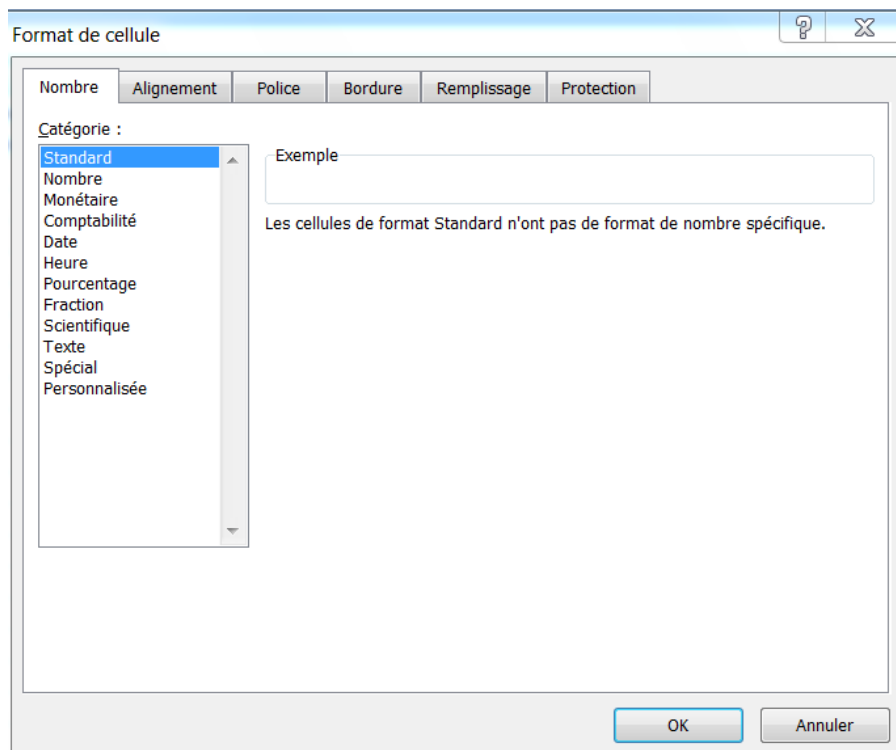 Format de cellule
Nombre Alignement Police Bordure Remplissage Protection
Catégorie :
Standard
Nombre
Monétaire
Comptabilité
Date
Heure
Pourcentage
Fraction
Scientifique
Texte
Spécial
Personnalisée
Exemple
Les cellules de format Standard n'ont pas de format de nombre spécifique.
OK Annuler